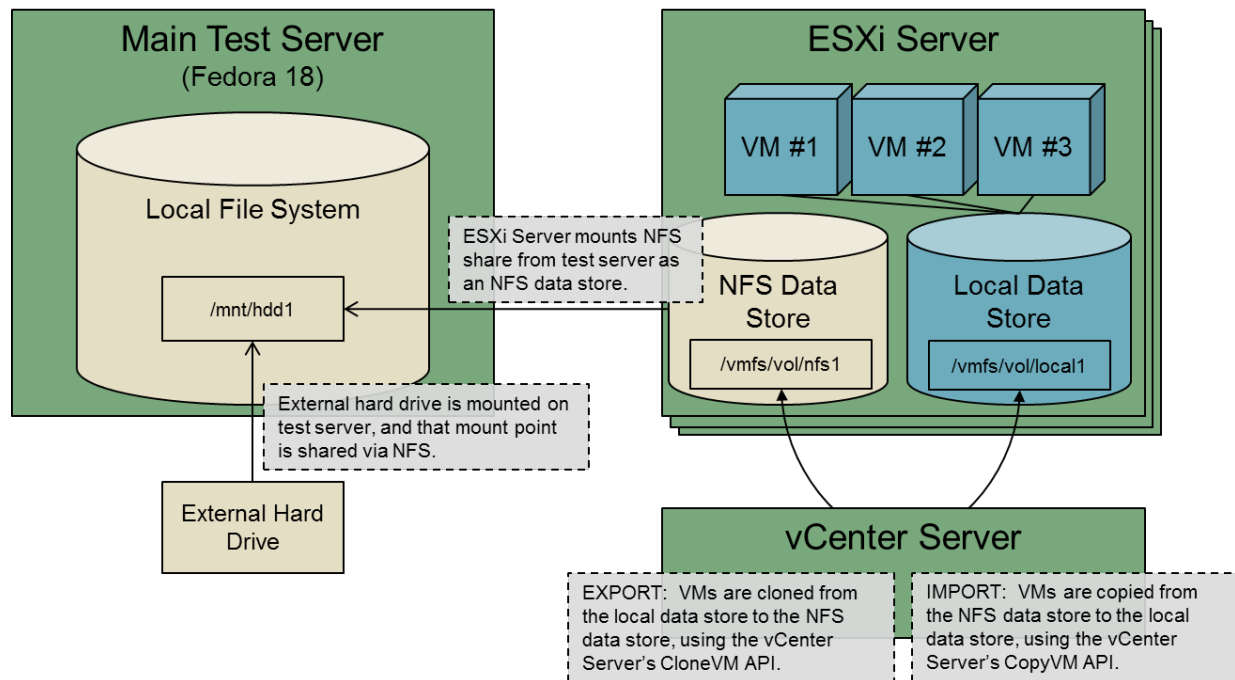 Main Test Server
(Fedora 18)
Local File System
/mnt/hdd1
External hard drive is mounted on
test server, and that mount point
is shared via NFS.
External Hard
Drive
ESXi Server mounts NFS
share from test server as
an NFS data store.
ESXi Server
VM #1
VM #2
VM #3
NFS Data
Store
/vmfs/vol/nfs1
Local Data
Store
/vmfs/vol/local1
vCenter Server
EXPORT: VMs are cloned from
the local data store to the NFS
data store, using the vCenter
Server’s CloneVM API.
IMPORT: VMs are copied from
the NFS data store to the local
data store, using the vCenter
Server’s CopyVM API.